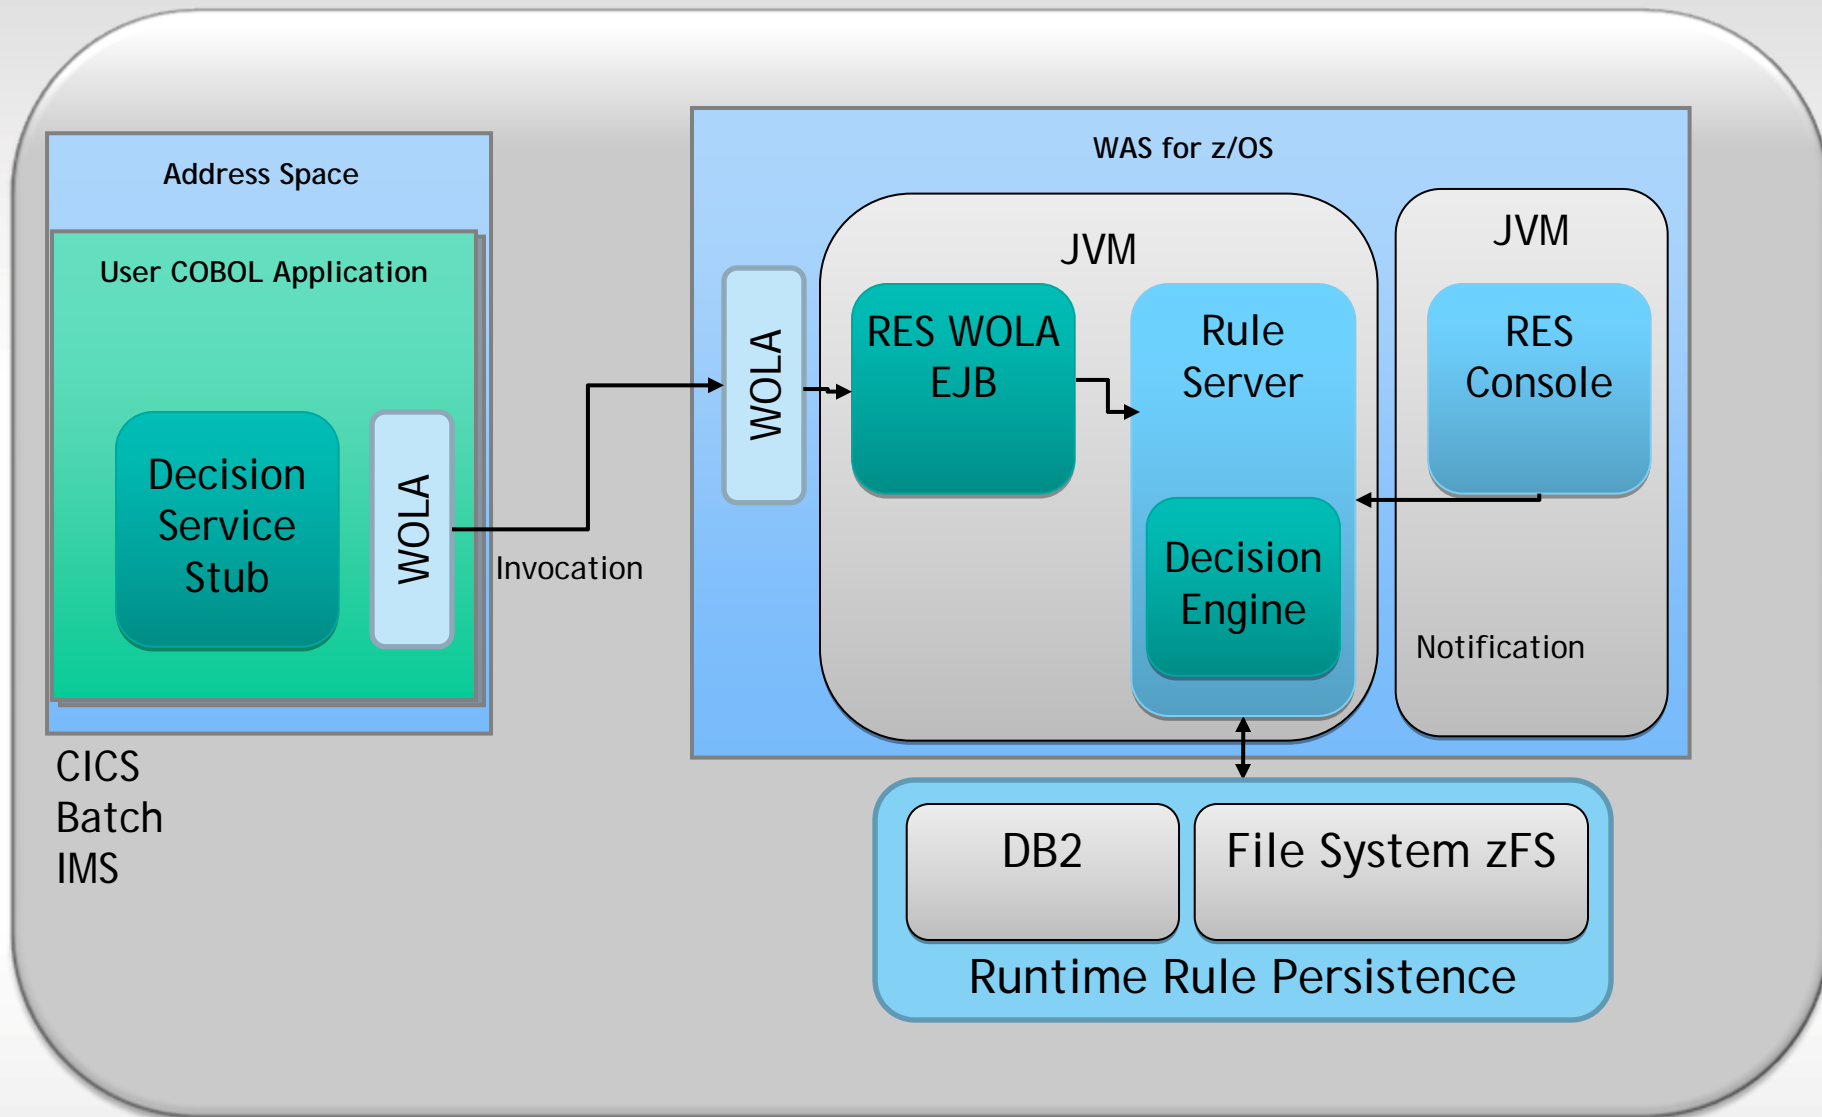 Address Space
User COBOL Application
Decision
Service
Stub
WOLA
Invocation
CICS
Batch
IMS
WAS for z/OS
WOLA
JVM
RES WOLA
EJB
Rule
Server
Decision
Engine
JVM
RES
Console
Notification
DB2
File System zFS
Runtime Rule Persistence